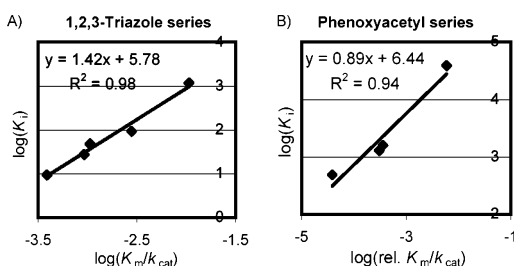 A) 1,2,3-Triazole series
y = 1.42x + 5.78
R² = 0.98
log(Kᵢ)
4
3
2
1
0
-3.5 -2.5 -1.5
log(Kₘ/k꜀ₐₜ)
B) Phenoxyacetyl series
y = 0.89x + 6.44
R² = 0.94
log(Kᵢ)
5
4
3
2
-5 -3 -1
log(rel. Kₘ/k꜀ₐₜ)